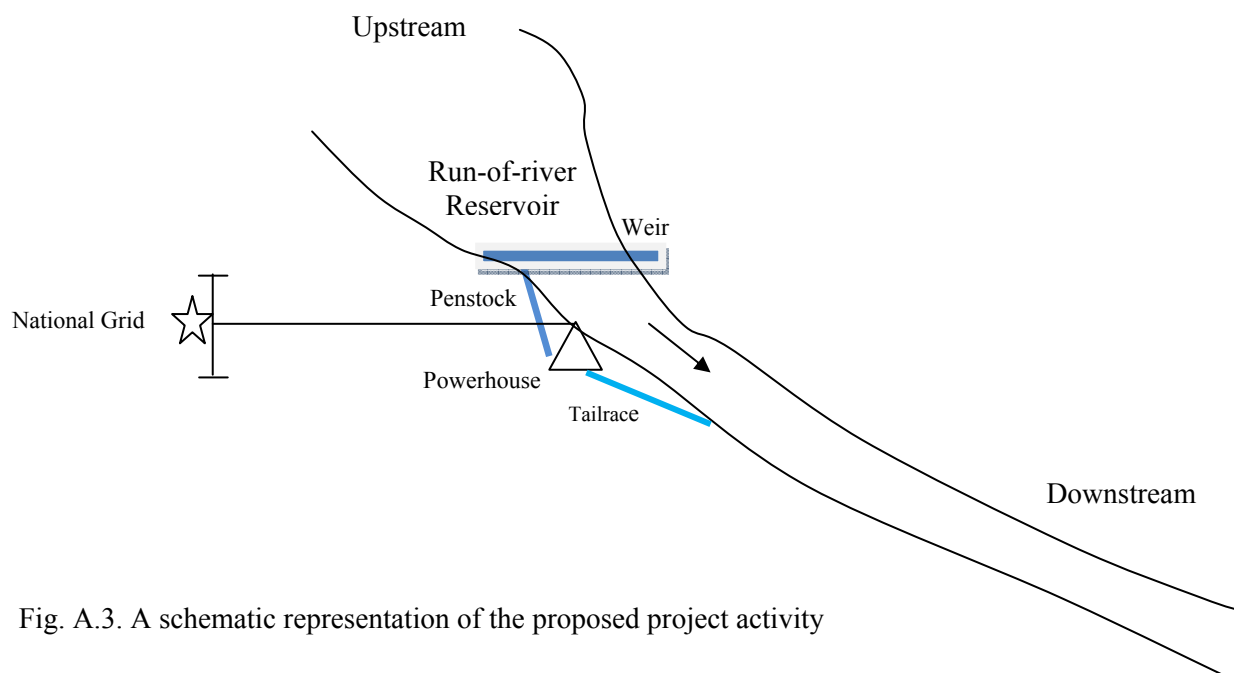 Upstream
Run-of-river
Reservoir
Weir
Penstock
National Grid
Powerhouse
Tailrace
Downstream
Fig. A.3. A schematic representation of the proposed project activity